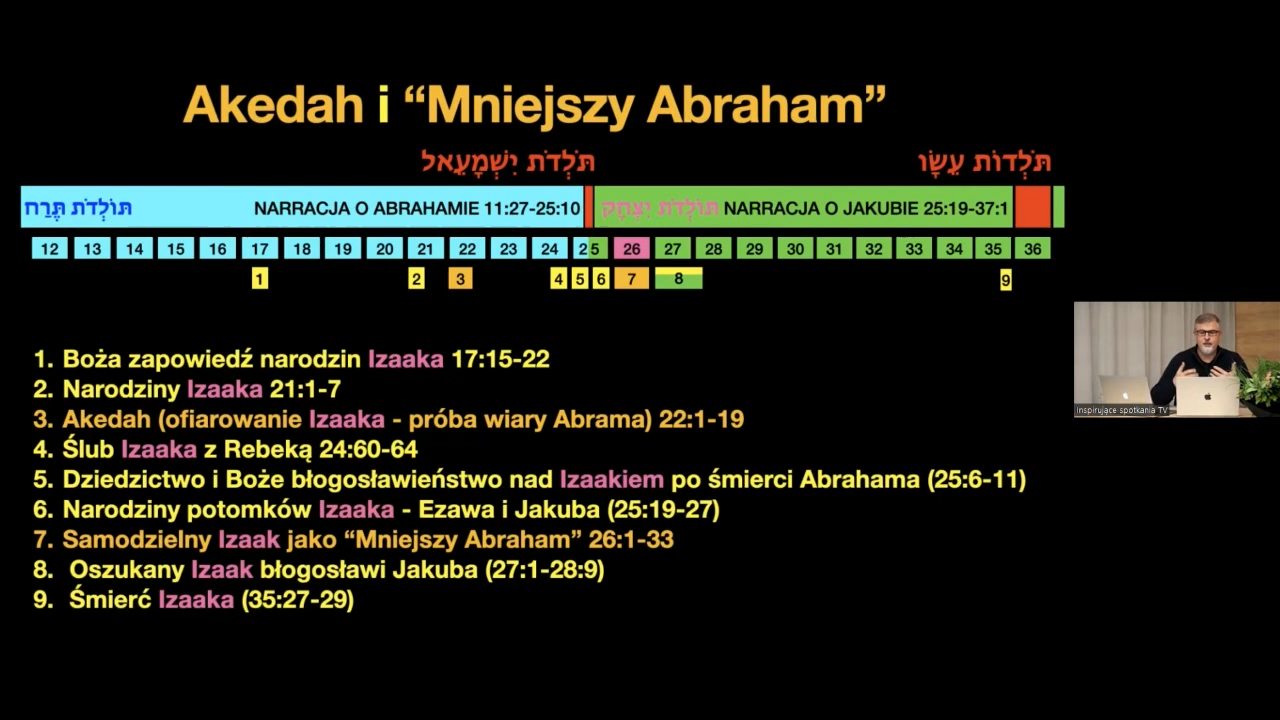 Akedah i “Mniejszy Abraham”
תֹּלְדֹת יִשְׁמָעֵאל
תֹּלְדוֹת עֵשָׂו
תּוֹלְדֹת תֶּרַח
NARRACJA O ABRAHAMIE 11:27-25:10
תּוֹלְדֹת יִצְחָק
NARRACJA O JAKUBIE 25:19-37:1
12 13 14 15 16 17 18 19 20 21 22 23 24 25 26 27 28 29 30 31 32 33 34 35 36
1 2 3 4 5 6 7 8 9
1. Boża zapowiedź narodzin Izaaka 17:15-22
2. Narodziny Izaaka 21:1-7
3. Akedah (ofiarowanie Izaaka - próba wiary Abrama) 22:1-19
4. Ślub Izaaka z Rebeką 24:60-64
5. Dziedzictwo i Boże błogosławieństwo nad Izaakiem po śmierci Abrahama (25:6-11)
6. Narodziny potomków Izaaka - Ezawa i Jakuba (25:19-27)
7. Samodzielny Izaak jako “Mniejszy Abraham” 26:1-33
8. Oszukany Izaak błogosławi Jakuba (27:1-28:9)
9. Śmierć Izaaka (35:27-29)
Inspirujące spotkania TV